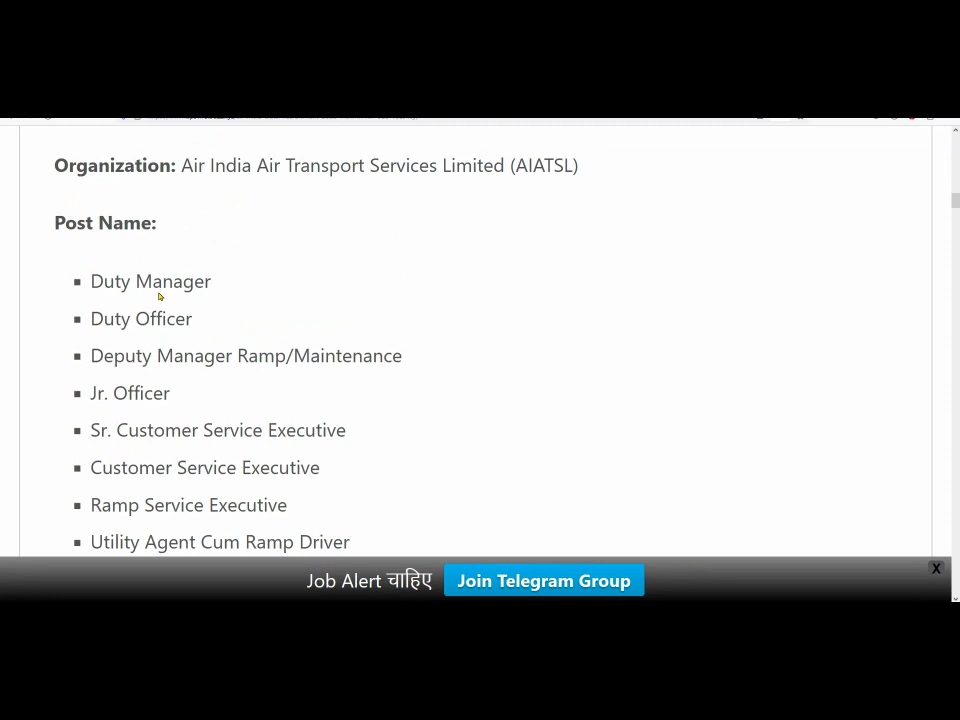 Organization: Air India Air Transport Services Limited (AIATSL)
Post Name:
Duty Manager
Duty Officer
Deputy Manager Ramp/Maintenance
Jr. Officer
Sr. Customer Service Executive
Customer Service Executive
Ramp Service Executive
Utility Agent Cum Ramp Driver
Job Alert चाहिए Join Telegram Group X